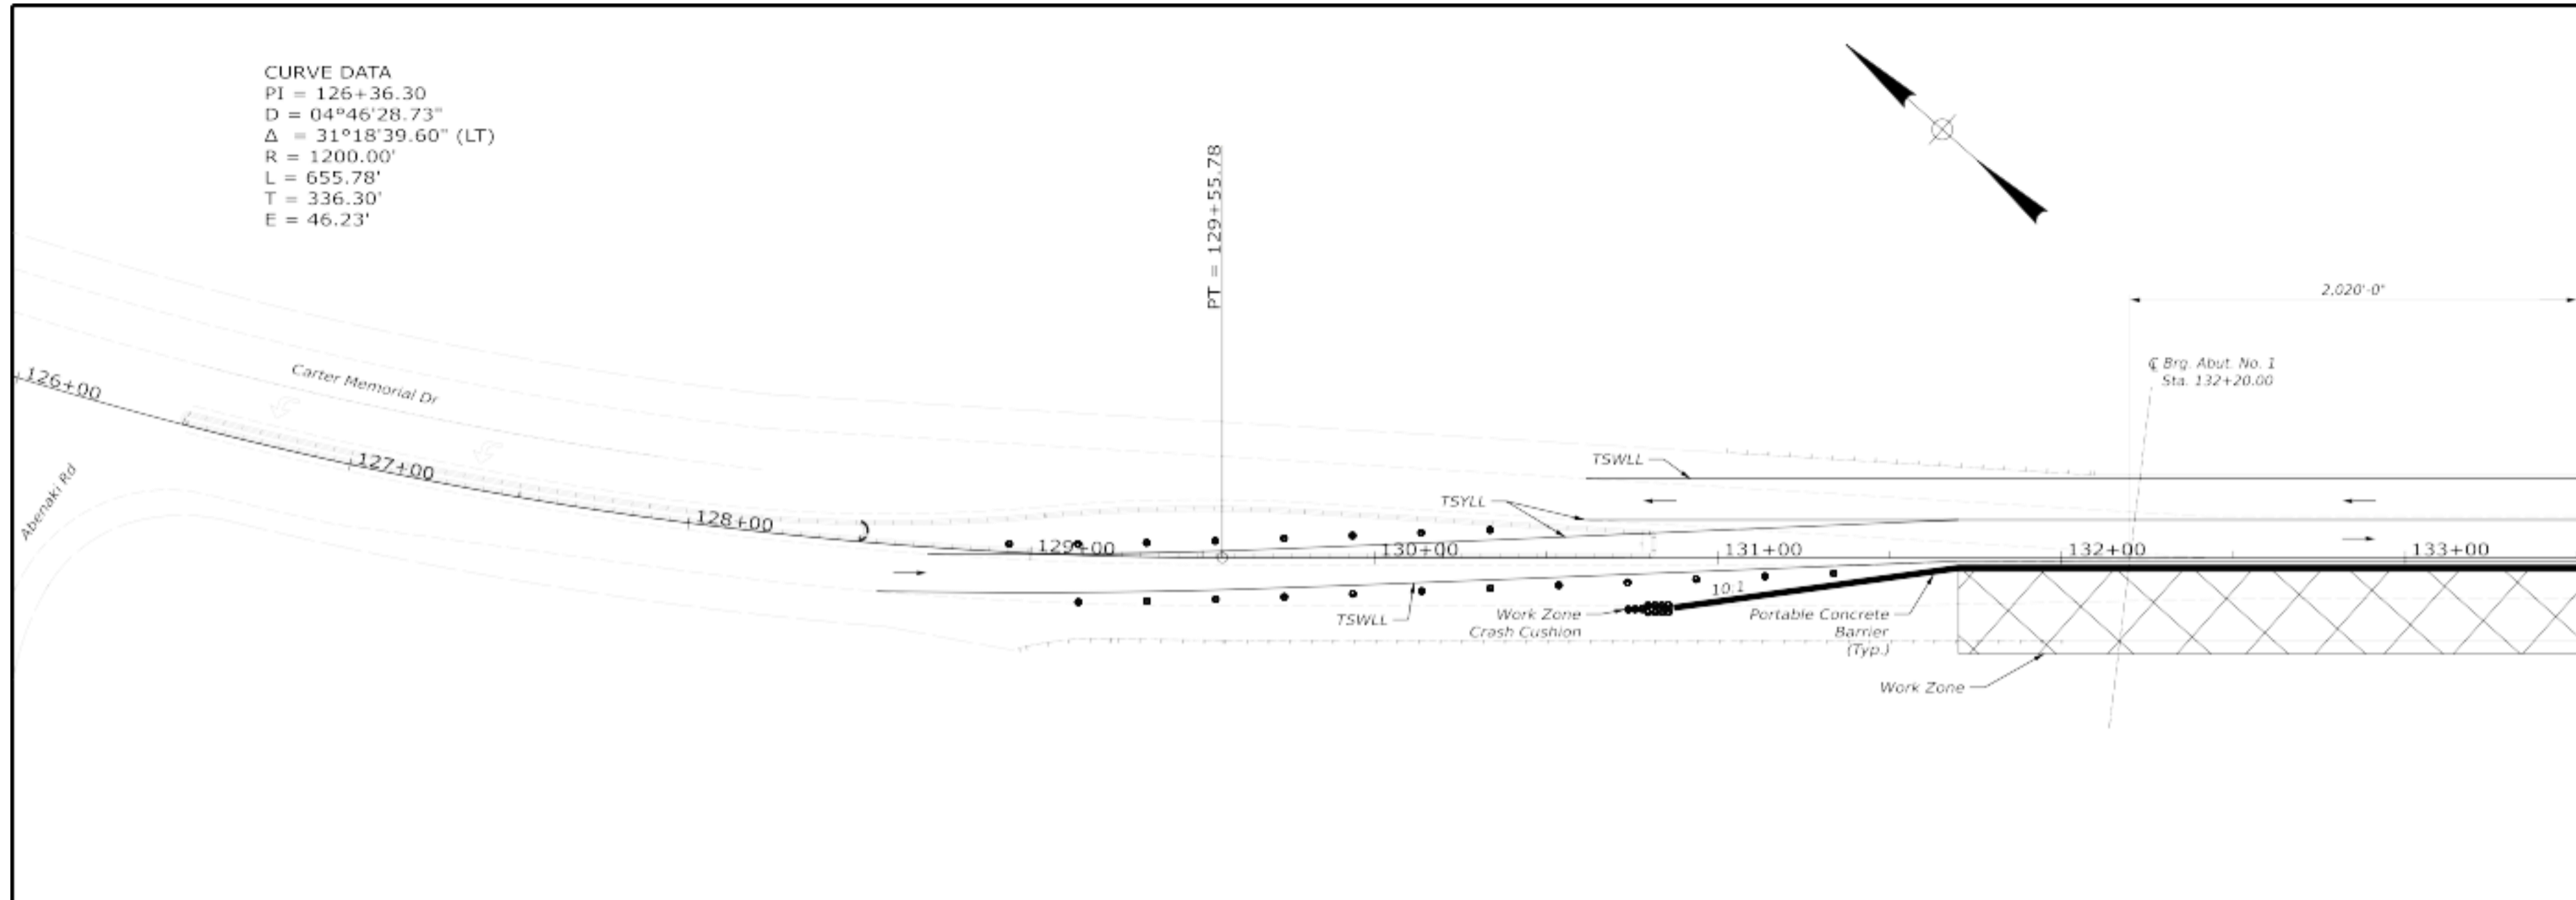 CURVE DATA
PI = 126+36.30
D = 04°46'28.73"
Δ = 31°18'39.60" (LT)
R = 1200.00'
L = 655.78'
T = 336.30'
E = 46.23'
PT = 129+55.78
2,020'-0"
℄ Brg. Abut. No. 1
Sta. 132+20.00
126+00
Carter Memorial Dr
Abenaki Rd
127+00
128+00
129+00
130+00
131+00
132+00
133+00
TSWLL
TSYLL
TSWLL
Work Zone
Crash Cushion
10:1
Portable Concrete
Barrier
(Typ.)
Work Zone